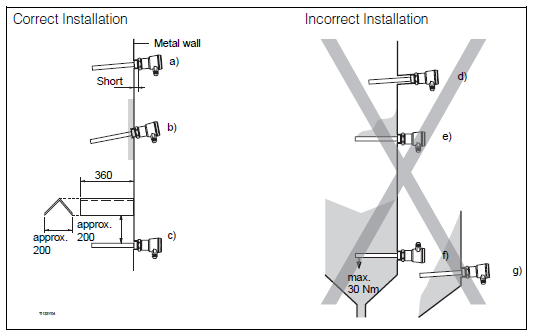 Correct Installation
Incorrect Installation
Metal wall
a)
Short
b)
360
approx.
200
approx.
200
c)
d)
e)
f)
max.
30 Nm
g)